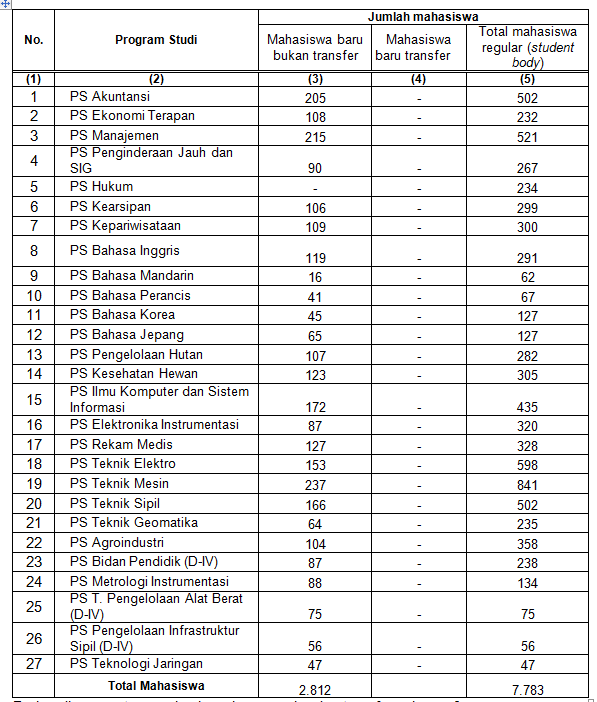 No. Program Studi Jumlah mahasiswa
Mahasiswa baru bukan transfer Mahasiswa baru transfer Total mahasiswa regular (student body)
(1) (2) (3) (4) (5)
1 PS Akuntansi 205 - 502
2 PS Ekonomi Terapan 108 - 232
3 PS Manajemen 215 - 521
4 PS Penginderaan Jauh dan
SIG 90 - 267
5 PS Hukum - - 234
6 PS Kearsipan 106 - 299
7 PS Kepariwisataan 109 - 300
8 PS Bahasa Inggris 119 - 291
9 PS Bahasa Mandarin 16 - 62
10 PS Bahasa Perancis 41 - 67
11 PS Bahasa Korea 45 - 127
12 PS Bahasa Jepang 65 - 127
13 PS Pengelolaan Hutan 107 - 282
14 PS Kesehatan Hewan 123 - 305
15 PS Ilmu Komputer dan Sistem
Informasi 172 - 435
16 PS Elektronika Instrumentasi 87 - 320
17 PS Rekam Medis 127 - 328
18 PS Teknik Elektro 153 - 598
19 PS Teknik Mesin 237 - 841
20 PS Teknik Sipil 166 - 502
21 PS Teknik Geomatika 64 - 235
22 PS Agroindustri 104 - 358
23 PS Bidan Pendidik (D-IV) 87 - 238
24 PS Metrologi Instrumentasi 88 - 134
25 PS T. Pengelolaan Alat Berat
(D-IV) 75 - 75
26 PS Pengelolaan Infrastruktur
Sipil (D-IV) 56 - 56
27 PS Teknologi Jaringan 47 - 47
Total Mahasiswa 2.812 7.783